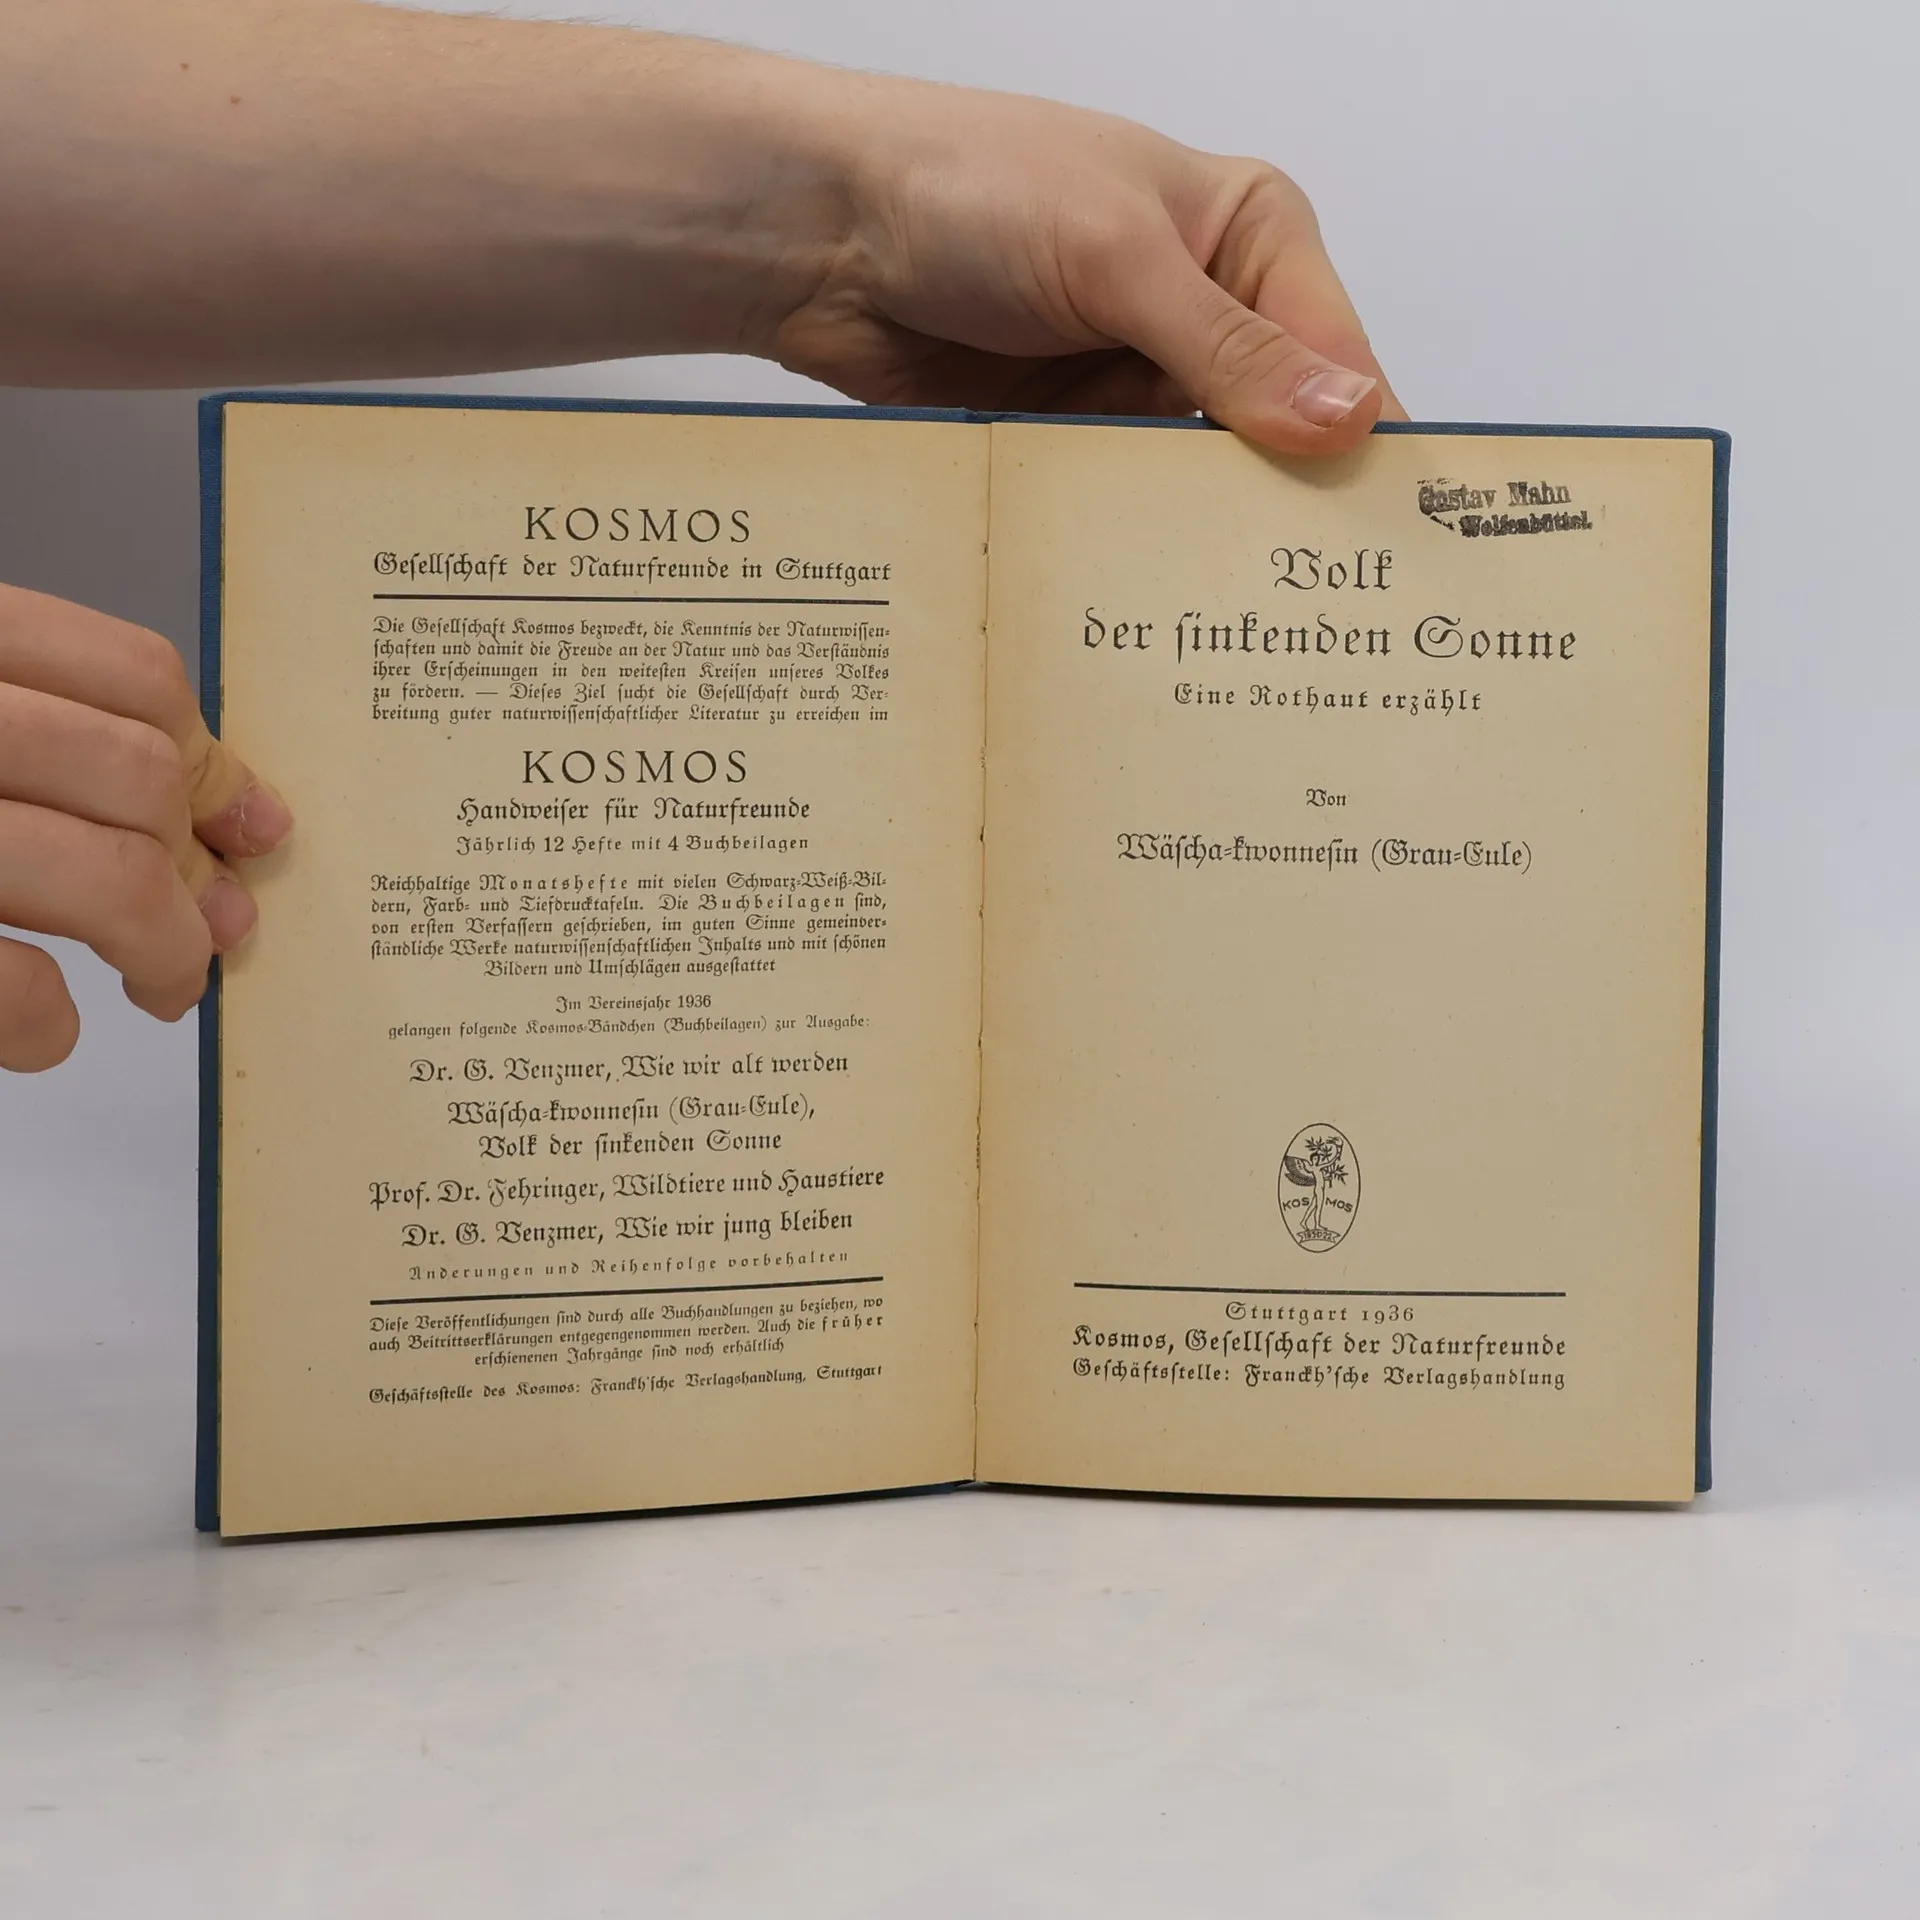 KOSMOS
Gesellschaft der Naturfreunde in Stuttgart
Die Gesellschaft Kosmos bezweckt, die Kenntnis der Naturwissen-
schaften und damit die Freude an der Natur und das Verständnis
ihrer Erscheinungen in den weitesten Kreisen unseres Volkes
zu fördern. — Dieses Ziel sucht die Gesellschaft durch Ver-
breitung guter naturwissenschaftlicher Literatur zu erreichen im
KOSMOS
Handweiser für Naturfreunde
Jährlich 12 Hefte mit 4 Buchbeilagen
Reichhaltige Monatshefte mit vielen Schwarz-Weiß-Bil-
dern, Farb- und Tiefdrucktafeln. Die Buchbeilagen sind,
von ersten Verfassern geschrieben, im guten Sinne gemeinver-
ständliche Werke naturwissenschaftlichen Inhalts und mit schönen
Bildern und Umschlägen ausgestattet
Im Vereinsjahr 1936
gelangen folgende Kosmos-Bändchen (Buchbeilagen) zur Ausgabe:
Dr. G. Venzmer, Wie wir alt werden
Wäscha-kwonnesin (Grau-Eule),
Volk der sinkenden Sonne
Prof. Dr. Fehringer, Wildtiere und Haustiere
Dr. G. Venzmer, Wie wir jung bleiben
Änderungen und Reihenfolge vorbehalten
Diese Veröffentlichungen sind durch alle Buchhandlungen zu beziehen, wo
auch Beitrittserklärungen entgegengenommen werden. Auch die früher
erschienenen Jahrgänge sind noch erhältlich
Geschäftsstelle des Kosmos: Franckh'sche Verlagshandlung, Stuttgart
Gustav Mahn
Wolfenbüttel.
Volk
der sinkenden Sonne
Eine Rothaut erzählt
Von
Wäscha-kwonnesin (Grau-Eule)
KOSMOS
Stuttgart 1936
Kosmos, Gesellschaft der Naturfreunde
Geschäftsstelle: Franckh'sche Verlagshandlung